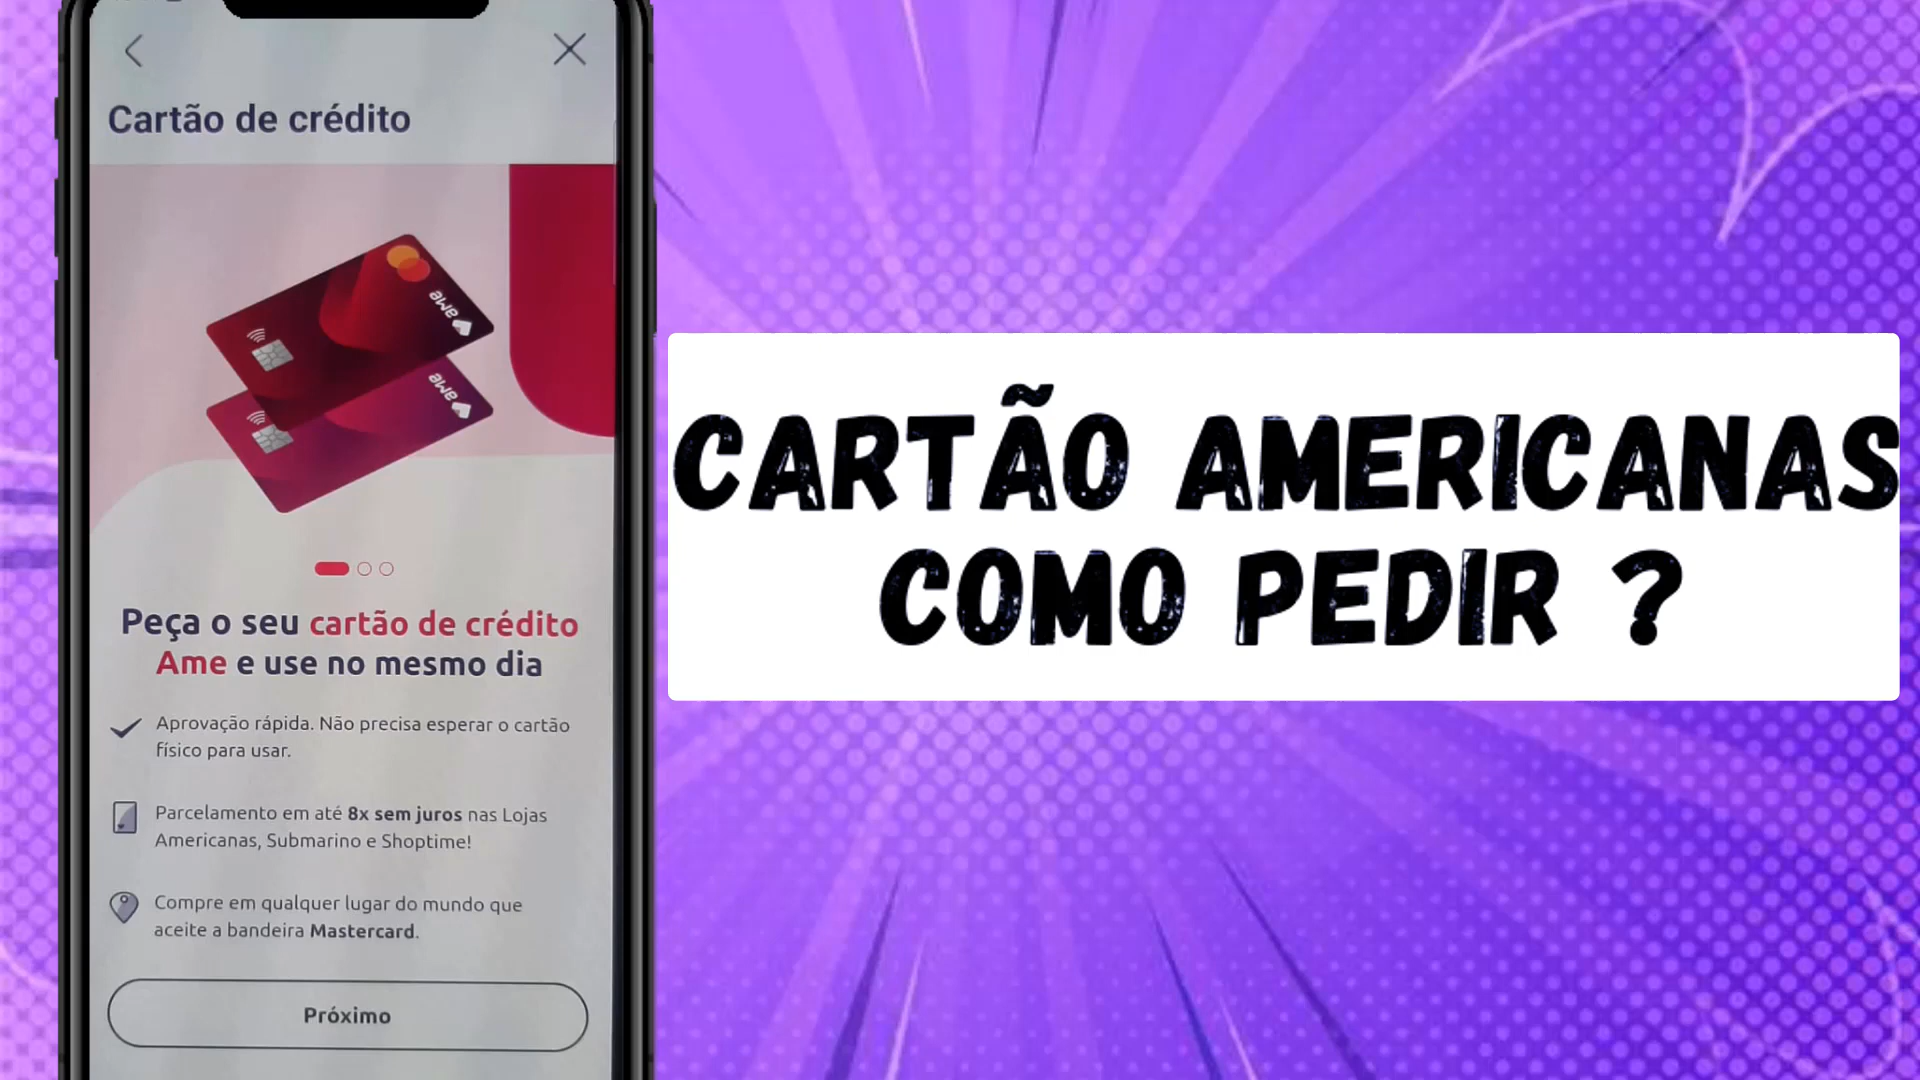 Cartão de crédito
ame
ame
Peça o seu cartão de crédito
Ame e use no mesmo dia
Aprovação rápida. Não precisa esperar o cartão
físico para usar.
Parcelamento em até 8x sem juros nas Lojas
Americanas, Submarino e Shoptime!
Compre em qualquer lugar do mundo que
aceite a bandeira Mastercard.
Próximo
CARTÃO AMERICANAS
COMO PEDIR ?